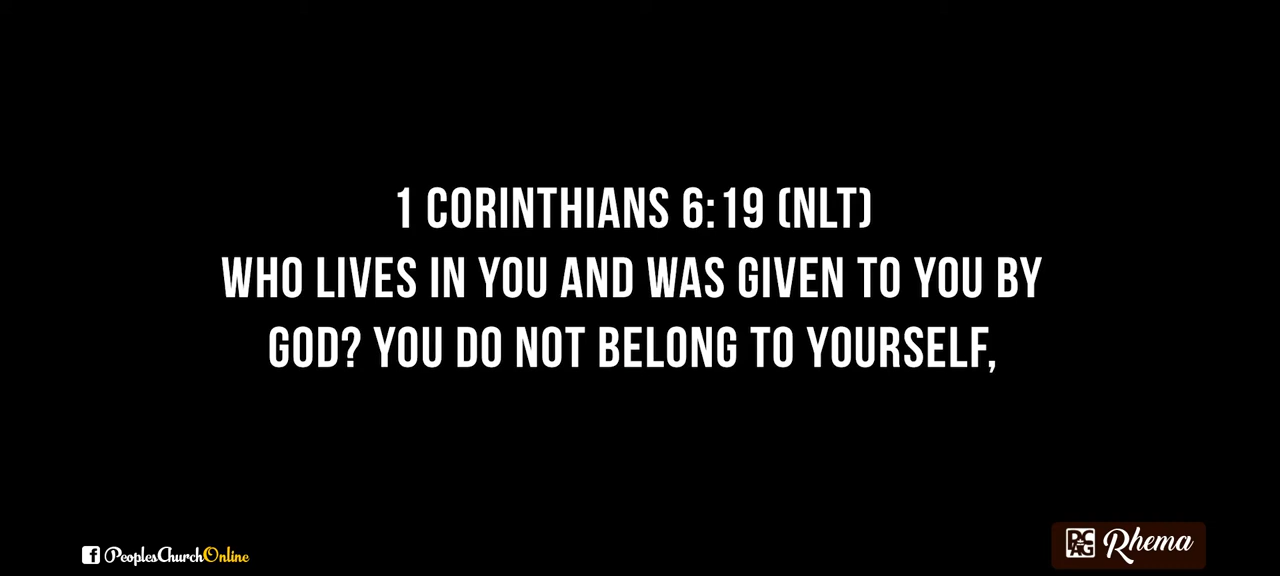 1 CORINTHIANS 6:19 (NLT)
WHO LIVES IN YOU AND WAS GIVEN TO YOU BY
GOD? YOU DO NOT BELONG TO YOURSELF,
f PeoplesChurchOnline
PCAG Rhema